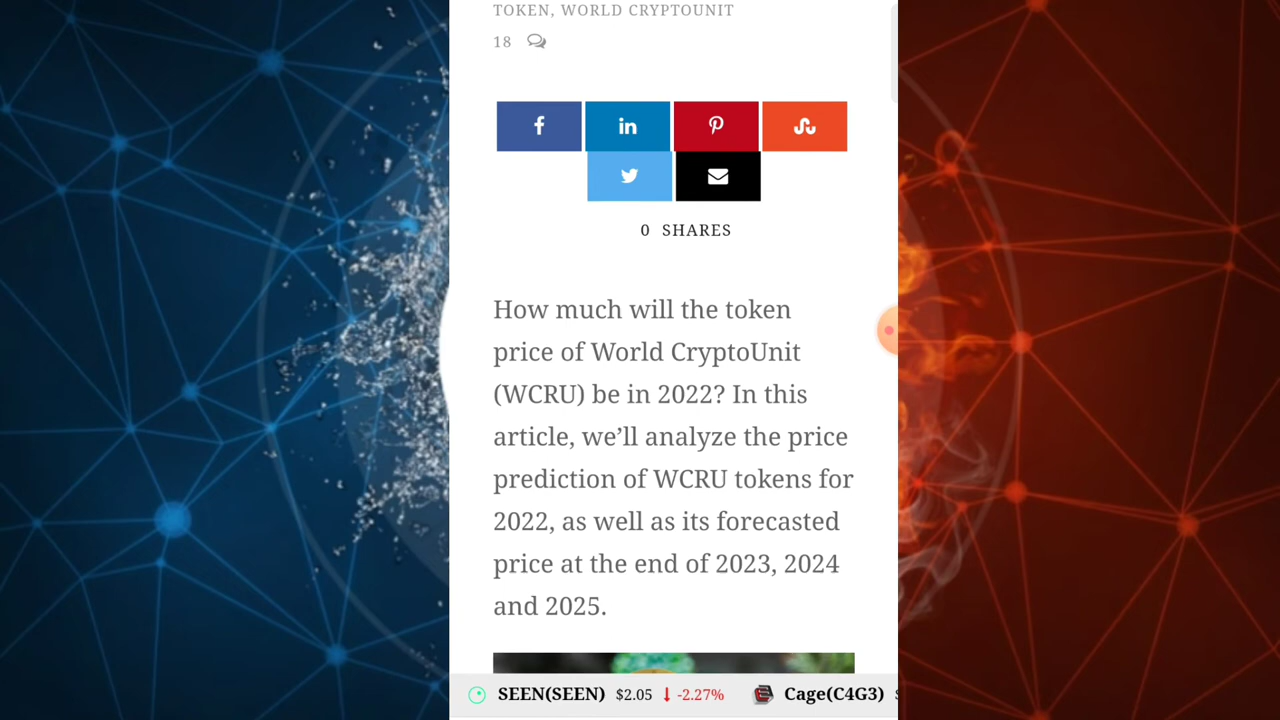 TOKEN, WORLD CRYPTOUNIT
18
f in
0 SHARES
How much will the token
price of World CryptoUnit
(WCRU) be in 2022? In this
article, we’ll analyze the price
prediction of WCRU tokens for
2022, as well as its forecasted
price at the end of 2023, 2024
and 2025.
SEEN(SEEN) $2.05 -2.27% Cage(C4G3)